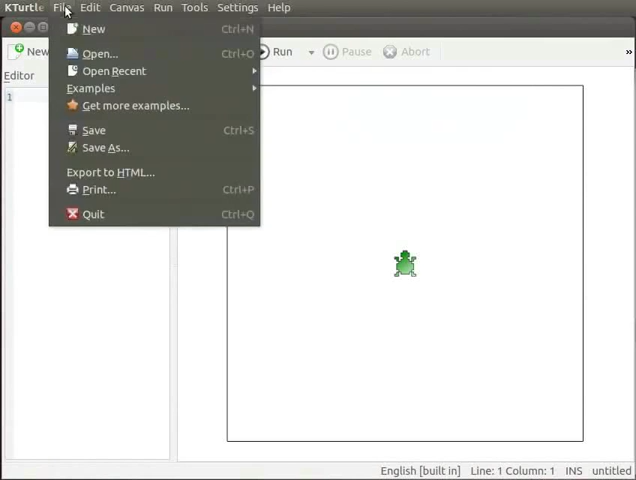 KTurtle File Edit Canvas Run Tools Settings Help
New Run Pause Abort »
Editor
1
New Ctrl+N
Open... Ctrl+O
Open Recent
Examples
Get more examples...
Save Ctrl+S
Save As...
Export to HTML...
Print... Ctrl+P
Quit Ctrl+Q
English [built in] Line: 1 Column: 1 INS untitled